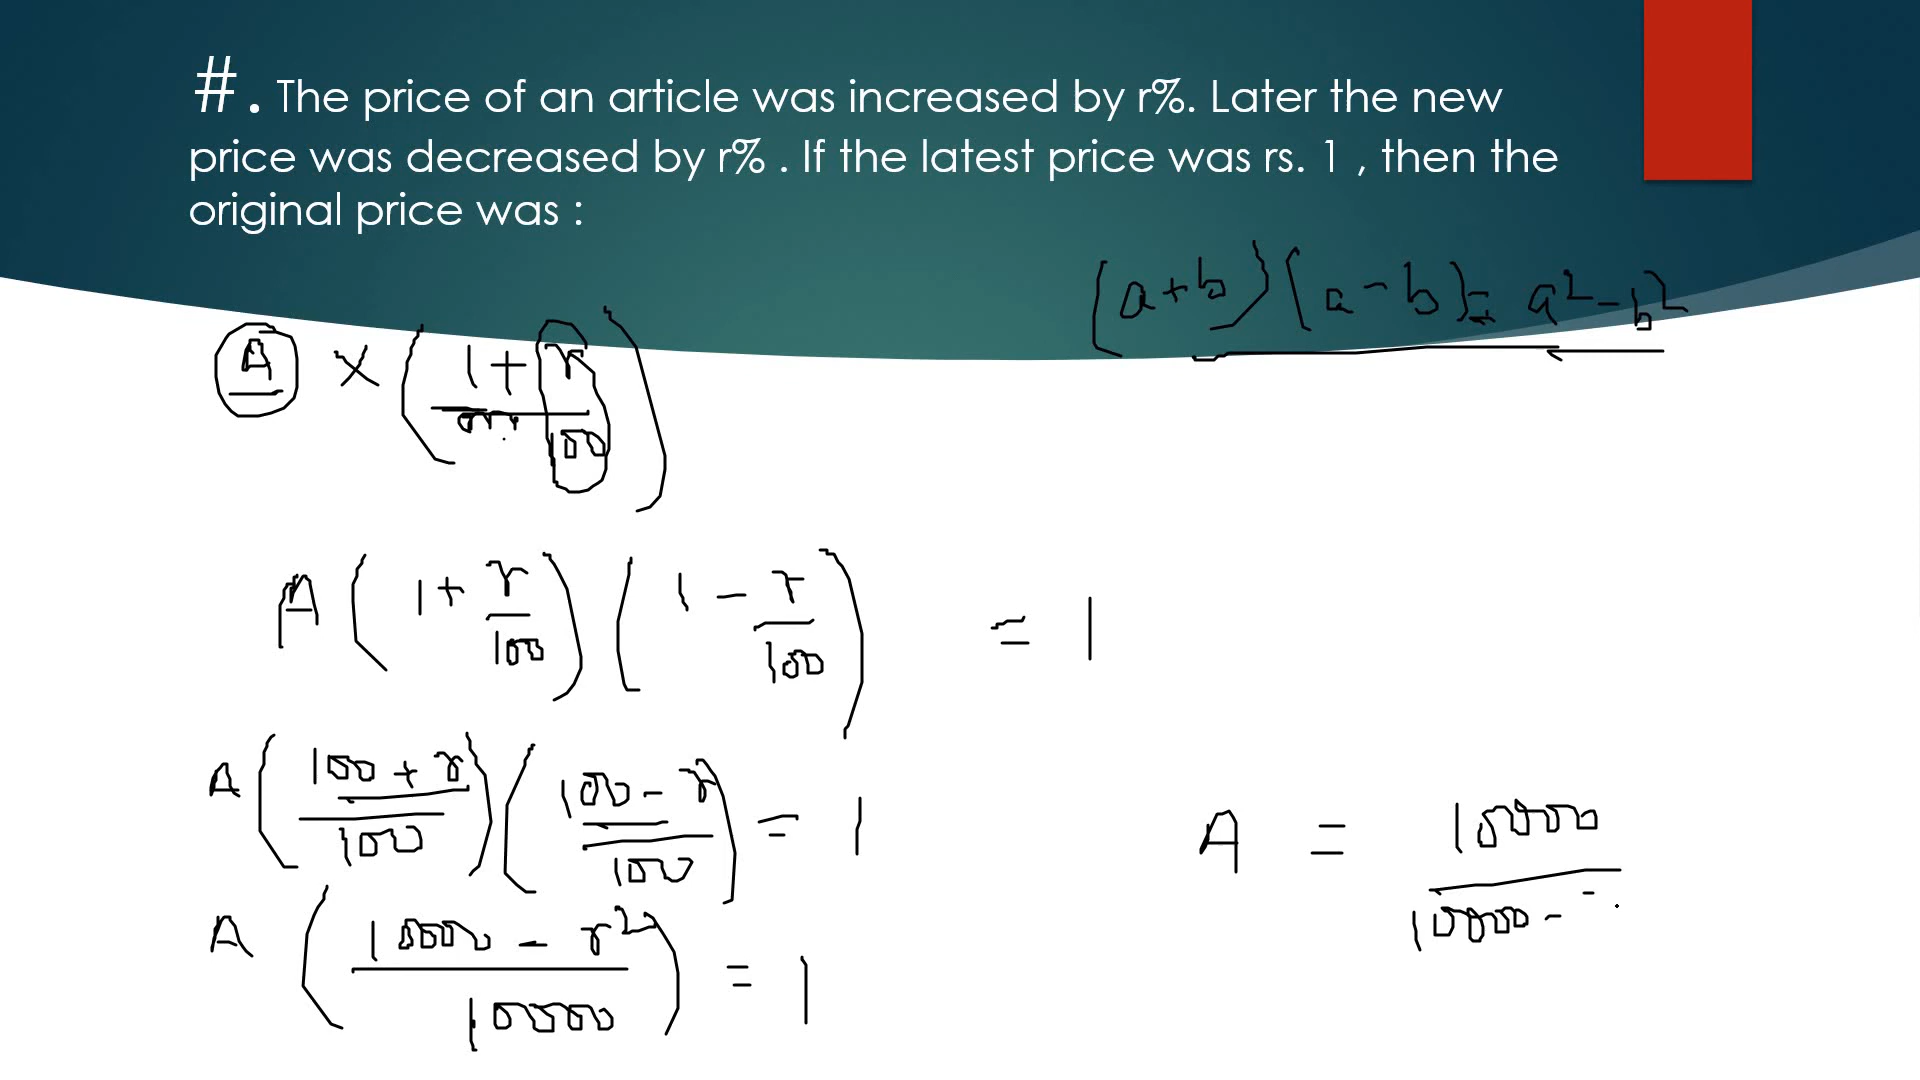 #. The price of an article was increased by r%. Later the new
price was decreased by r% . If the latest price was rs. 1 , then the
original price was :
(a+b)(a-b)= a²-b²
A × (1+ r/100)
A (1+ r/100) (1 - r/100) = 1
A (100 + r/100) (100 - r/100) = 1
A = 10000/10000 -
A (10000 - r²/10000) = 1